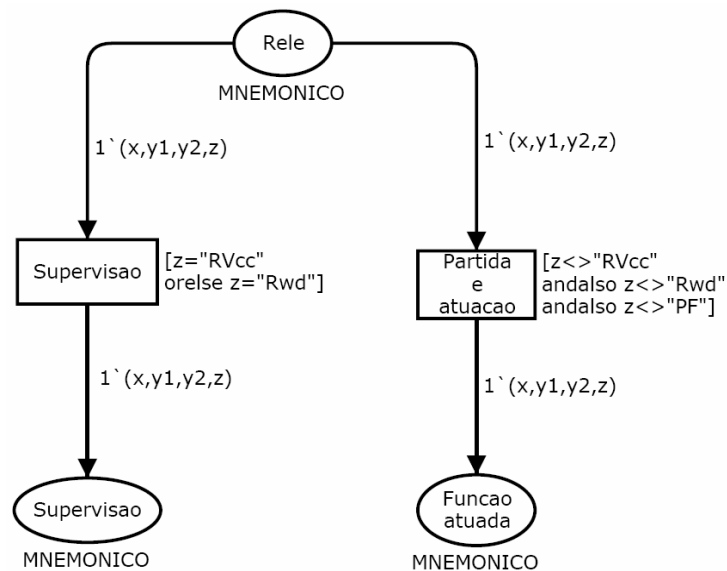 Rele
MNEMONICO
1`(x,y1,y2,z)
1`(x,y1,y2,z)
Supervisao
[z="RVcc"
orelse z="Rwd"]
Partida
e
atuacao
[z<>"RVcc"
andalso z<>"Rwd"
andalso z<>"PF"]
1`(x,y1,y2,z)
1`(x,y1,y2,z)
Supervisao
MNEMONICO
Funcao
atuada
MNEMONICO